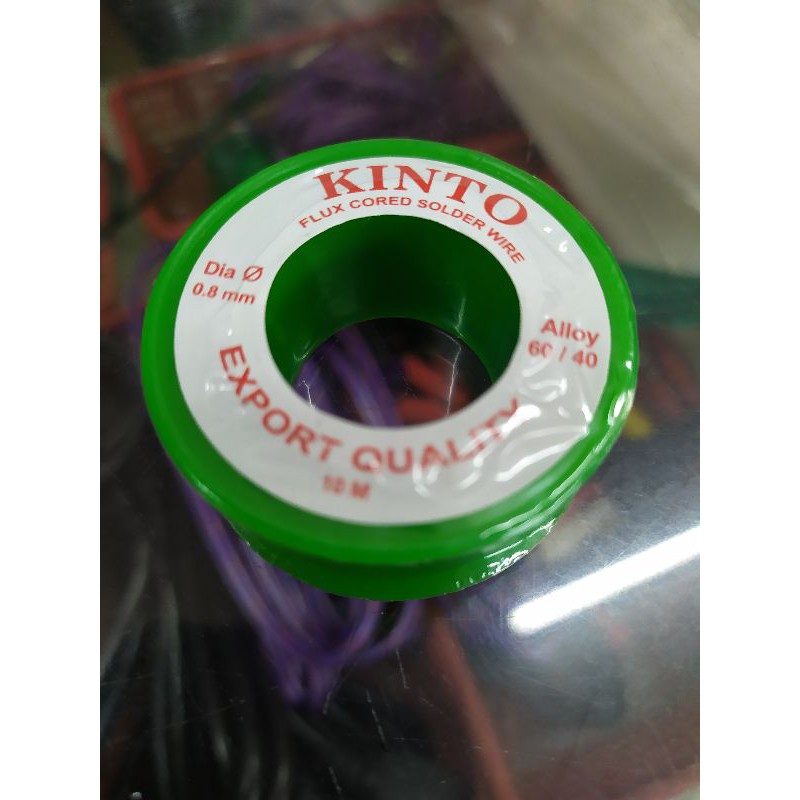 KINTO
FLUX CORED SOLDER WIRE
Dia Ø
0.8 mm
Alloy
60 / 40
EXPORT QUALITY
10 M